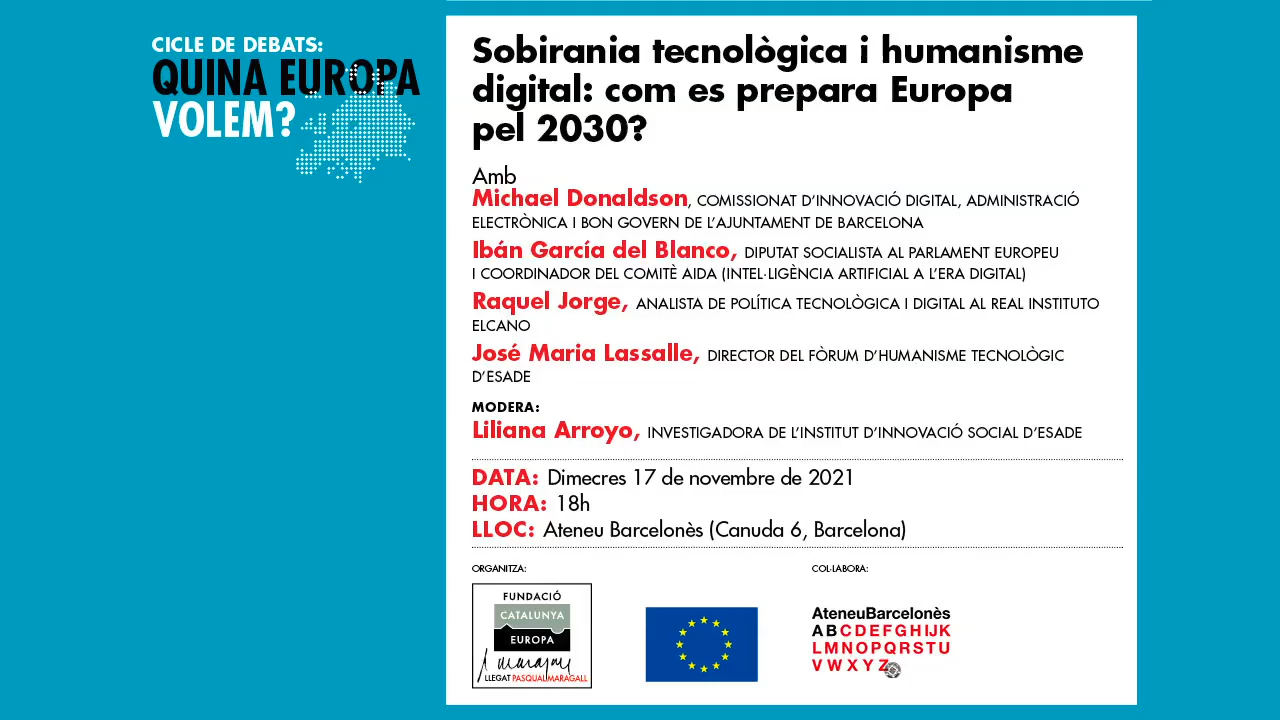 CICLE DE DEBATS:
QUINA EUROPA
VOLEM?
Sobirania tecnològica i humanisme
digital: com es prepara Europa
pel 2030?
Amb
Michael Donaldson, COMISSIONAT D'INNOVACIÓ DIGITAL, ADMINISTRACIÓ
ELECTRÒNICA I BON GOVERN DE L'AJUNTAMENT DE BARCELONA
Ibán García del Blanco, DIPUTAT SOCIALISTA AL PARLAMENT EUROPEU
I COORDINADOR DEL COMITÈ AIDA (INTEL·LIGÈNCIA ARTIFICIAL A L'ERA DIGITAL)
Raquel Jorge, ANALISTA DE POLÍTICA TECNOLÒGICA I DIGITAL AL REAL INSTITUTO
ELCANO
José Maria Lassalle, DIRECTOR DEL FÒRUM D'HUMANISME TECNOLÒGIC
D'ESADE
MODERA:
Liliana Arroyo, INVESTIGADORA DE L'INSTITUT D'INNOVACIÓ SOCIAL D'ESADE
DATA: Dimecres 17 de novembre de 2021
HORA: 18h
LLOC: Ateneu Barcelonès (Canuda 6, Barcelona)
ORGANITZA:
FUNDACIÓ
CATALUNYA
EUROPA
LLEGAT PASQUAL MARAGALL
COL·LABORA:
AteneuBarcelonès
ABCDEFGHIJK
LMNOPQRSTU
VWXYZ